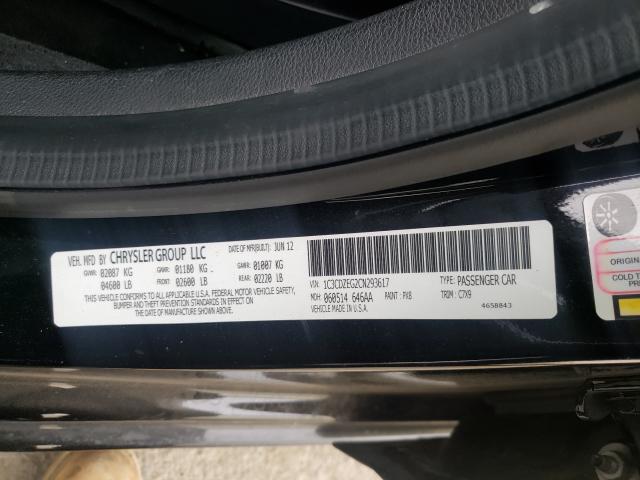 VEH. MFD BY CHRYSLER GROUP LLC DATE OF MFR(BUILT): JUN 12
GVWR: 02087 KG GAWR: 01180 KG. GAWR: 01007 KG
04600 LB FRONT: 02600 LB REAR: 02220 LB
THIS VEHICLE CONFORMS TO ALL APPLICABLE U.S.A. FEDERAL MOTOR VEHICLE SAFETY,
BUMPER AND THEFT PREVENTION STANDARDS IN EFFECT ON THE
DATE OF MANUFACTURE SHOWN ABOVE.
VIN: 1C3CDZEG2CN293617 TYPE: PASSENGER CAR
MDH: 060514 646AA PAINT: PX8 TRIM: C7X9
VEHICLE MADE IN U.S.A. 4658843
ORIGIN
COLD T
PRE